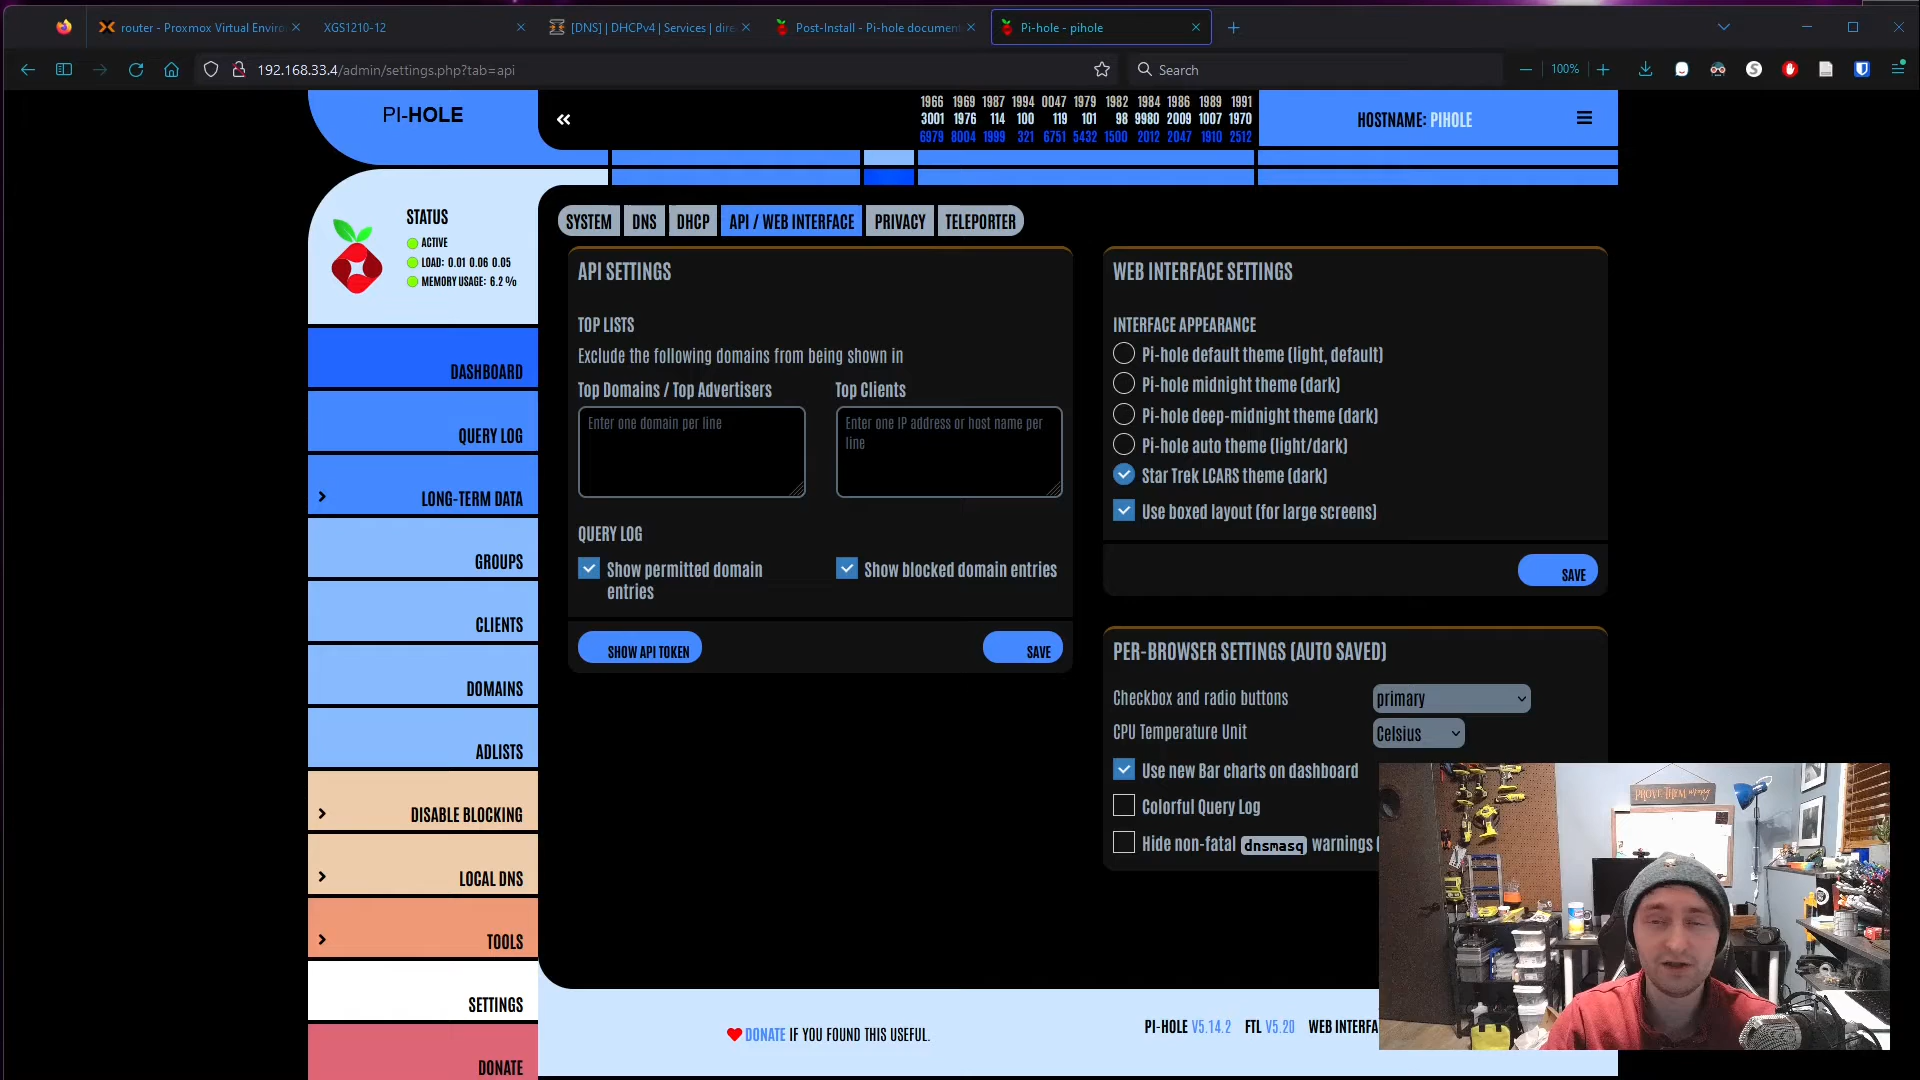 router - Proxmox Virtual Enviro
XGS1210-12
[DNS] | DHCPv4 | Services | dire
Post-Install - Pi-hole document
Pi-hole - pihole
192.168.33.4/admin/settings.php?tab=api
100%
Search
PI-HOLE
1966 1969 1987 1994 0047 1979 1982 1984 1986 1989 1991
3001 1976 114 100 119 101 98 9980 2009 1007 1970
6979 8004 1999 321 6751 5432 1500 2012 2047 1910 2512
HOSTNAME: PIHOLE
STATUS
ACTIVE
LOAD: 0.01 0.06 0.05
MEMORY USAGE: 6.2 %
DASHBOARD
QUERY LOG
LONG-TERM DATA
GROUPS
CLIENTS
DOMAINS
ADLISTS
DISABLE BLOCKING
LOCAL DNS
TOOLS
SETTINGS
DONATE
SYSTEM
DNS
DHCP
API / WEB INTERFACE
PRIVACY
TELEPORTER
API SETTINGS
TOP LISTS
Exclude the following domains from being shown in
Top Domains / Top Advertisers
Top Clients
Enter one domain per line
Enter one IP address or host name per
line
QUERY LOG
Show permitted domain
entries
Show blocked domain entries
SHOW API TOKEN
SAVE
WEB INTERFACE SETTINGS
INTERFACE APPEARANCE
Pi-hole default theme (light, default)
Pi-hole midnight theme (dark)
Pi-hole deep-midnight theme (dark)
Pi-hole auto theme (light/dark)
Star Trek LCARS theme (dark)
Use boxed layout (for large screens)
SAVE
PER-BROWSER SETTINGS (AUTO SAVED)
Checkbox and radio buttons
primary
CPU Temperature Unit
Celsius
Use new Bar charts on dashboard
Colorful Query Log
Hide non-fatal dnsmasq warnings (
PROVE THEM wrong
DONATE IF YOU FOUND THIS USEFUL.
PI-HOLE V5.14.2 FTL V5.20 WEB INTERFA